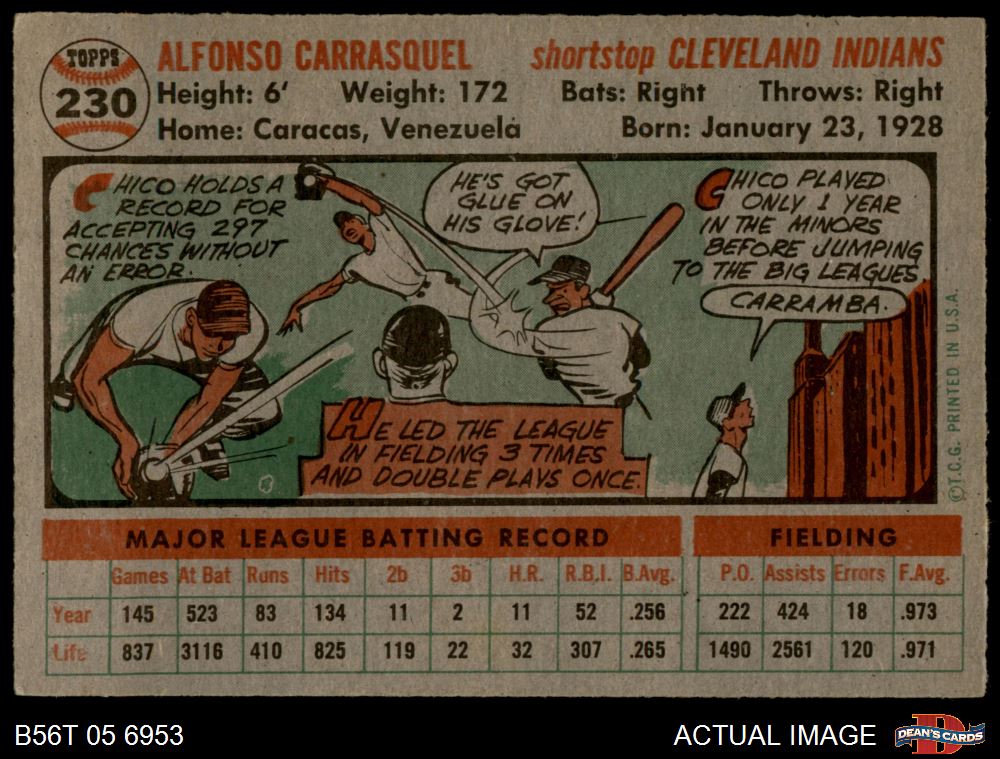 TOPPS
230
ALFONSO CARRASQUEL
shortstop CLEVELAND INDIANS
Height: 6' Weight: 172 Bats: Right Throws: Right
Home: Caracas, Venezuela Born: January 23, 1928
CHICO HOLDS A
RECORD FOR
ACCEPTING 297
CHANCES WITHOUT
AN ERROR.
HE'S GOT
GLUE ON
HIS GLOVE!
HE LED THE LEAGUE
IN FIELDING 3 TIMES
AND DOUBLE PLAYS ONCE.
CHICO PLAYED
ONLY 1 YEAR
IN THE MINORS
BEFORE JUMPING
TO THE BIG LEAGUES
CARRAMBA.
©T.C.G. PRINTED IN U.S.A.
MAJOR LEAGUE BATTING RECORD FIELDING
Games At Bat Runs Hits 2b 3b H.R. R.B.I. B.Avg. P.O. Assists Errors F.Avg.
Year 145 523 83 134 11 2 11 52 .256 222 424 18 .973
Life 837 3116 410 825 119 22 32 307 .265 1490 2561 120 .971
B56T 05 6953 ACTUAL IMAGE
DEAN'S CARDS